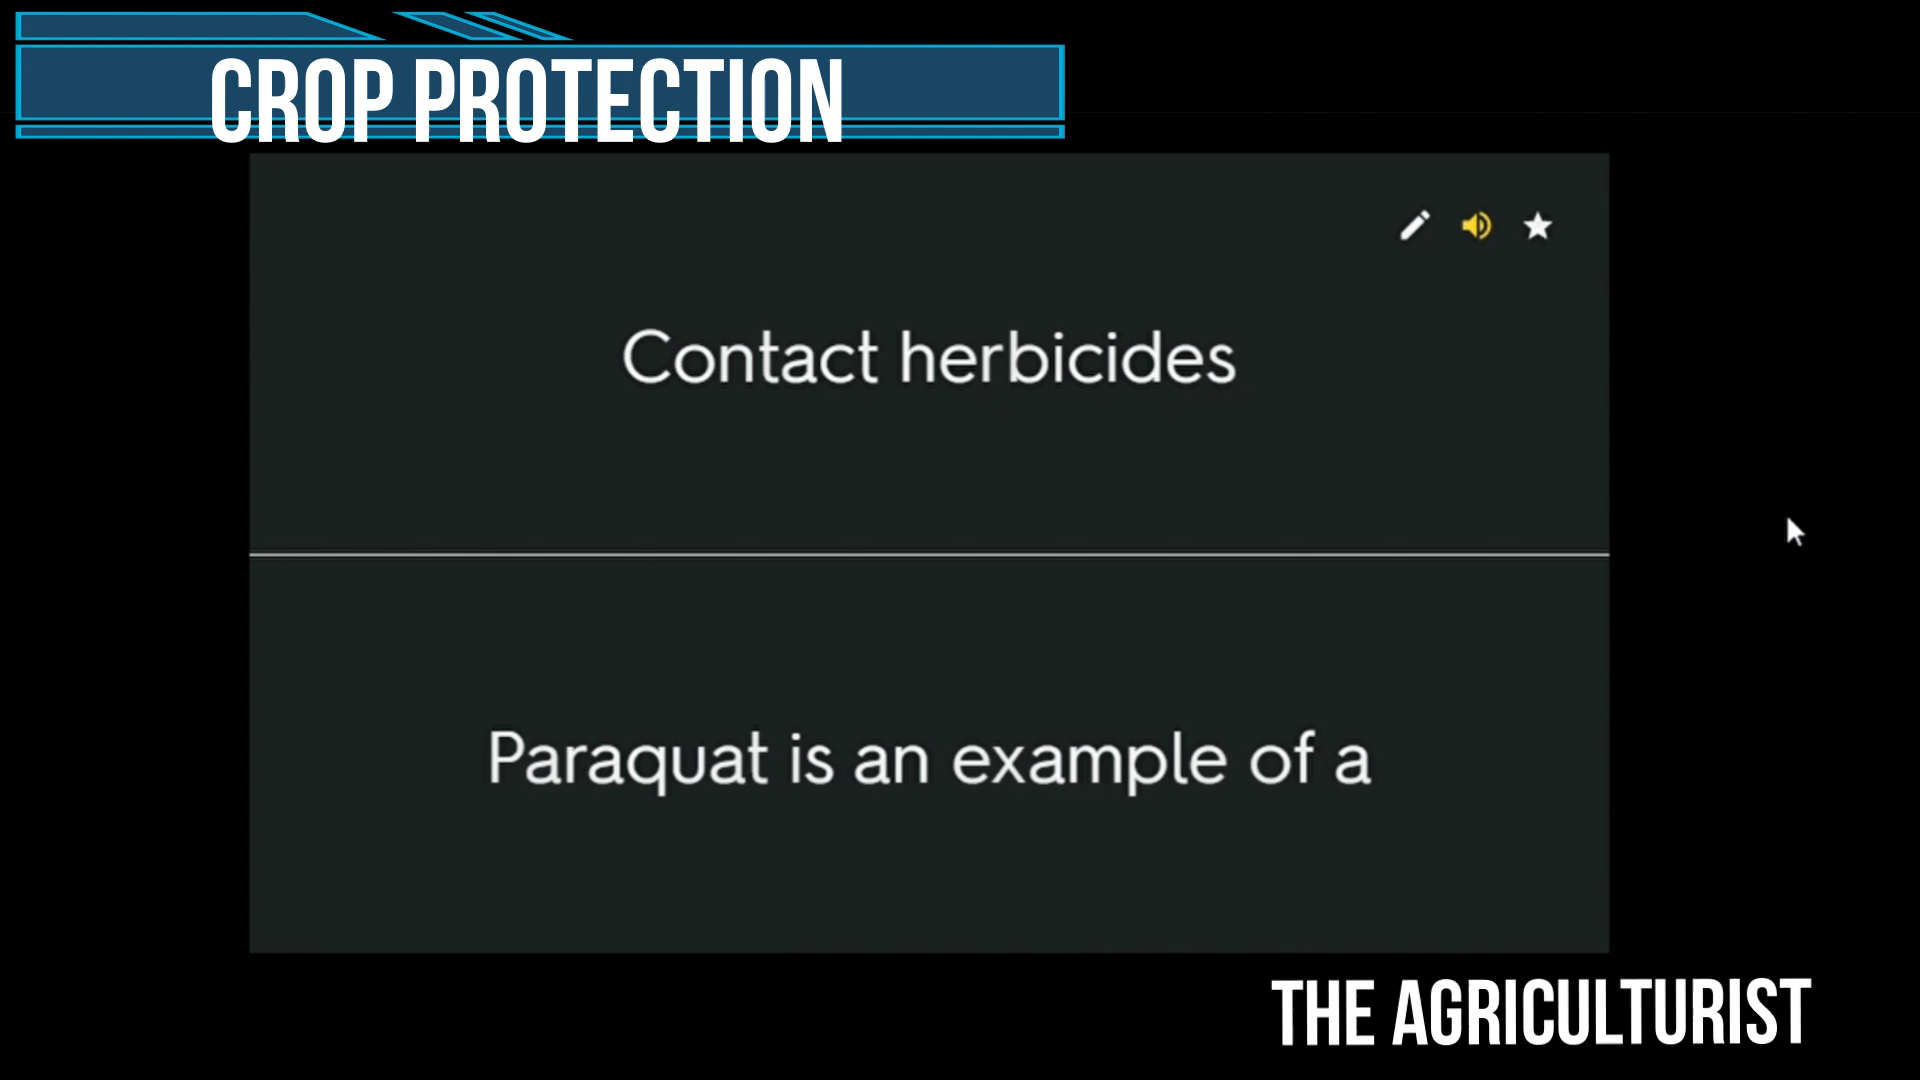 CROP PROTECTION
Contact herbicides
Paraquat is an example of a
THE AGRICULTURIST